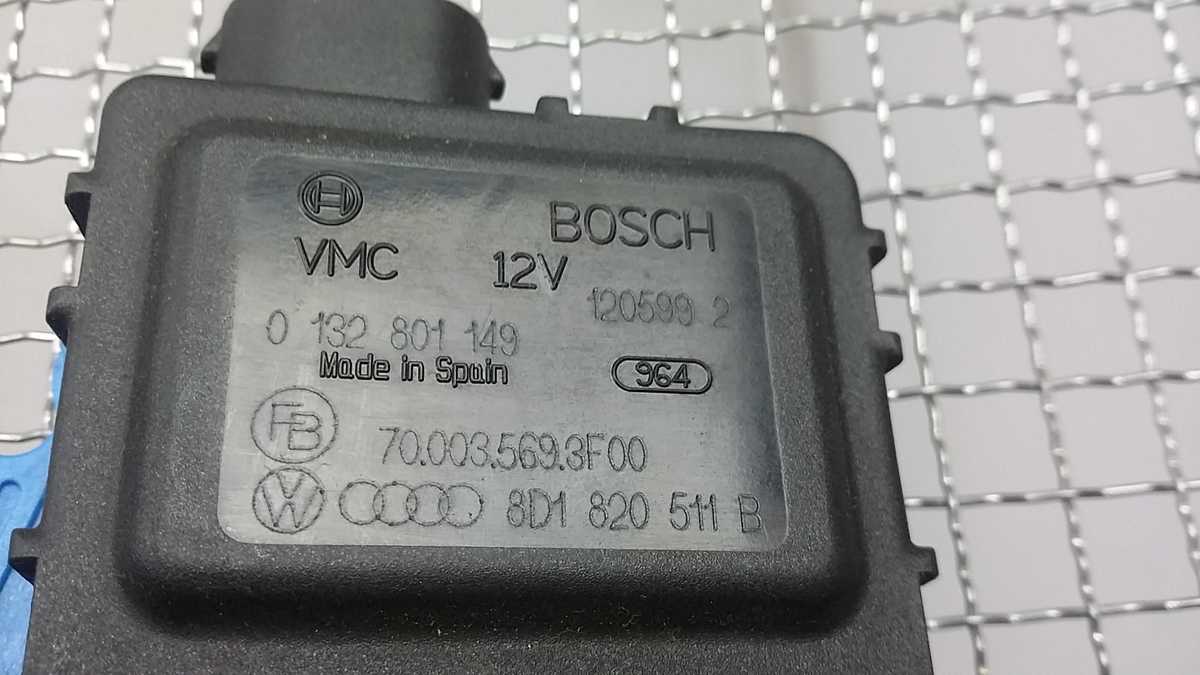 BOSCH
VMC 12V
120599 2
0 132 801 149
Made in Spain
964
FB
70.003.569.3F00
VW 8D1 820 511 B